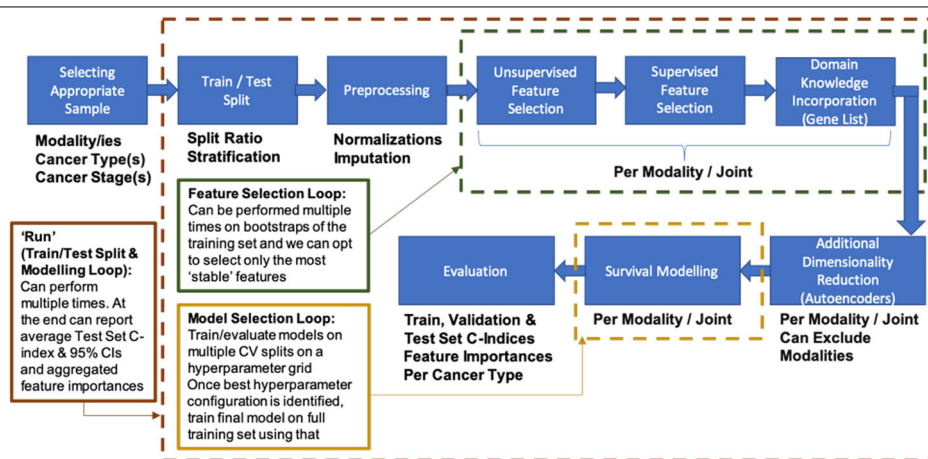 Selecting
Appropriate
Sample
Modality/ies
Cancer Type(s)
Cancer Stage(s)
Train / Test
Split
Split Ratio
Stratification
Preprocessing
Normalizations
Imputation
Unsupervised
Feature
Selection
Supervised
Feature
Selection
Domain
Knowledge
Incorporation
(Gene List)
Per Modality / Joint
Feature Selection Loop:
Can be performed multiple
times on bootstraps of the
training set and we can opt
to select only the most
‘stable’ features
‘Run’
(Train/Test Split &
Modelling Loop):
Can perform
multiple times. At
the end can report
average Test Set C-
index & 95% CIs
and aggregated
feature importances
Model Selection Loop:
Train/evaluate models on
multiple CV splits on a
hyperparameter grid
Once best hyperparameter
configuration is identified,
train final model on full
training set using that
Evaluation
Train, Validation &
Test Set C-Indices
Feature Importances
Per Cancer Type
Survival Modelling
Per Modality / Joint
Additional
Dimensionality
Reduction
(Autoencoders)
Per Modality / Joint
Can Exclude
Modalities